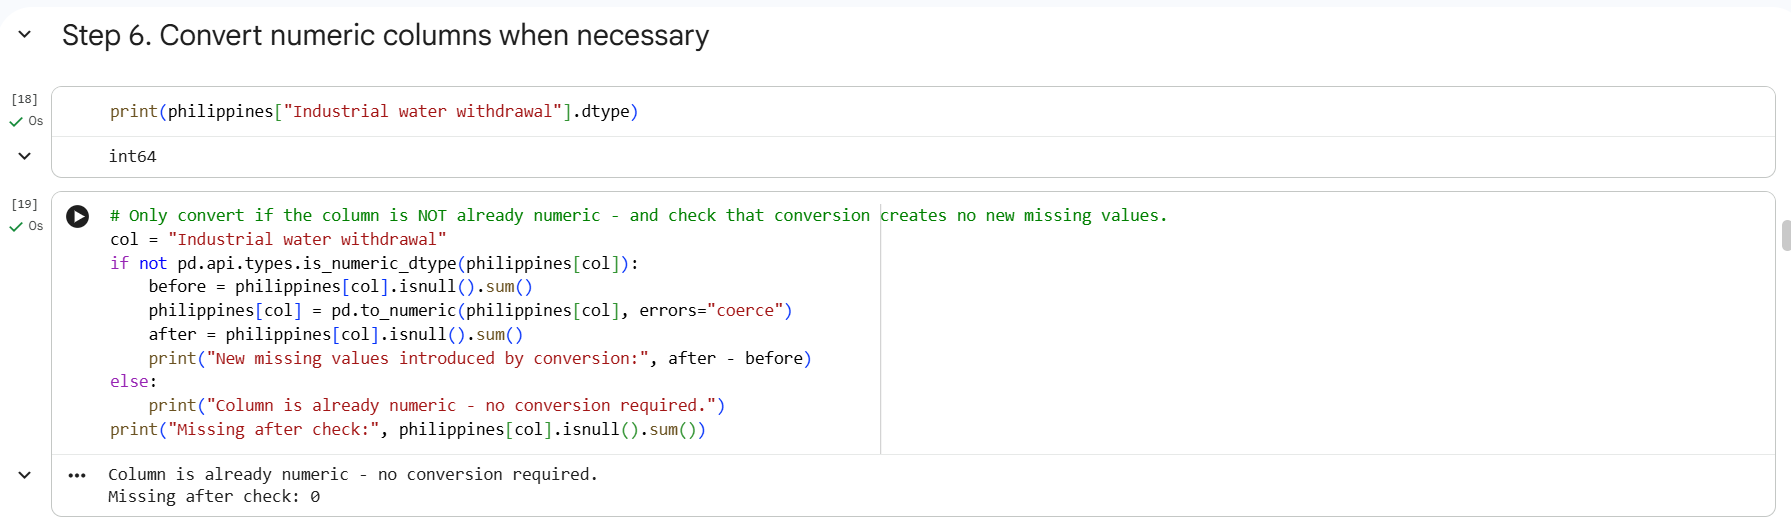 Step 6. Convert numeric columns when necessary
[18]
0s
print(philippines["Industrial water withdrawal"].dtype)
int64
[19]
0s
# Only convert if the column is NOT already numeric - and check that conversion creates no new missing values.
col = "Industrial water withdrawal"
if not pd.api.types.is_numeric_dtype(philippines[col]):
    before = philippines[col].isnull().sum()
    philippines[col] = pd.to_numeric(philippines[col], errors="coerce")
    after = philippines[col].isnull().sum()
    print("New missing values introduced by conversion:", after - before)
else:
    print("Column is already numeric - no conversion required.")
print("Missing after check:", philippines[col].isnull().sum())
Column is already numeric - no conversion required.
Missing after check: 0